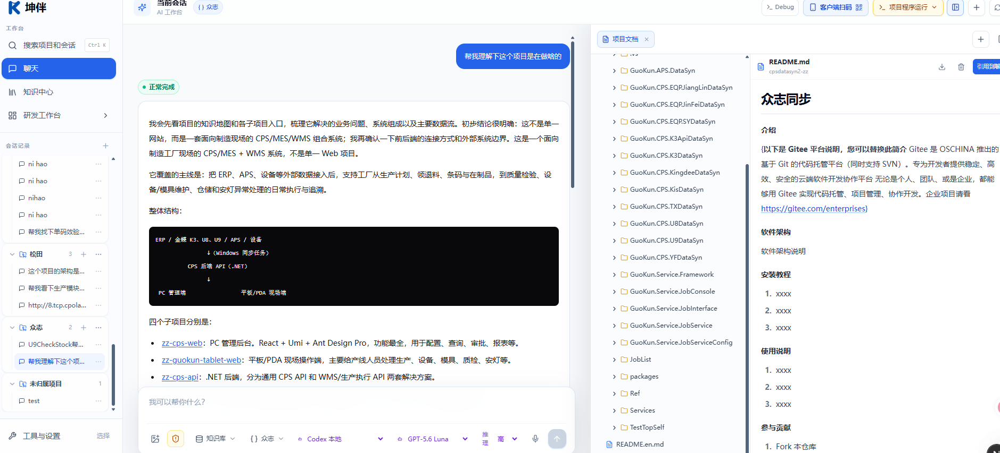 坤伴
工作台
搜索项目和会话
Ctrl K
聊天
知识中心
研发工作台
会话记录
ni hao
ni hao
nihao
ni hao
帮我找下单码效验...
松田
3
这个项目的架构是...
帮我看下生产模块...
http://8.tcp.cpola...
众志
2
U9CheckStock帮...
帮我理解下这个项...
未归属项目
1
test
工具与设置
选择
当前会话
AI 工作台
{ } 众志
>_ Debug
客户端扫码
>_ 项目程序运行
帮我理解下这个项目是在做啥的
正常完成
我会先看项目的知识地图和各子项目入口，梳理它解决的业务问题、系统组成以及主要数据流。初步结论很明确：这不是单一
网站，而是一套面向制造现场的 CPS/MES/WMS 组合系统；我再确认一下前后端的连接方式和外部系统边界。这是一个面向
制造工厂现场的 CPS/MES + WMS 系统，不是单一 Web 项目。
它覆盖的主线是：把 ERP、APS、设备等外部数据接入后，支持工厂从生产计划、领退料、条码与在制品，到质量检验、设
备/模具维护、仓储和安灯异常处理的日常执行与追溯。
整体结构：
ERP / 金蝶 K3、U8、U9 / APS / 设备
↓（Windows 同步任务）
CPS 后端 API（.NET）
↓
PC 管理端 平板/PDA 现场端
四个子项目分别是：
• zz-cps-web：PC 管理后台。React + Umi + Ant Design Pro，功能最全，用于配置、查询、审批、报表等。
• zz-guokun-tablet-web：平板/PDA 现场操作端，主要给产线人员处理生产、设备、模具、质检、安灯等。
• zz-cps-api：.NET 后端，分为通用 CPS API 和 WMS/生产执行 API 两套解决方案。
我可以帮你什么?
知识库
{ } 众志
Codex 本地
GPT-5.6 Luna
推理
高
项目文档
.vs
GuoKun.APS.DataSyn
GuoKun.CPS.EQP.JiangLinDataSyn
GuoKun.CPS.EQP.JinFeiDataSyn
GuoKun.CPS.EQP.SYDataSyn
GuoKun.CPS.K3ApiDataSyn
GuoKun.CPS.K3DataSyn
GuoKun.CPS.KingdeeDataSyn
GuoKun.CPS.KisDataSyn
GuoKun.CPS.TXDataSyn
GuoKun.CPS.U8DataSyn
GuoKun.CPS.U9DataSyn
GuoKun.CPS.YFDataSyn
GuoKun.Service.Framework
GuoKun.Service.JobConsole
GuoKun.Service.JobInterface
GuoKun.Service.JobService
GuoKun.Service.JobServiceConfig
JobList
packages
Ref
Services
TestTopSelf
README.en.md
README.md
cpsdatasyn2-zz
引用到聊
众志同步
介绍
{以下是 Gitee 平台说明，您可以替换此简介 Gitee 是 OSCHINA 推出的
基于 Git 的代码托管平台（同时支持 SVN）。专为开发者提供稳定、高
效、安全的云端软件开发协作平台 无论是个人、团队、或是企业，都能
够用 Gitee 实现代码托管、项目管理、协作开发。企业项目请看
https://gitee.com/enterprises}
软件架构
软件架构说明
安装教程
1. xxxx
2. xxxx
3. xxxx
使用说明
1. xxxx
2. xxxx
3. xxxx
参与贡献
1. Fork 本仓库